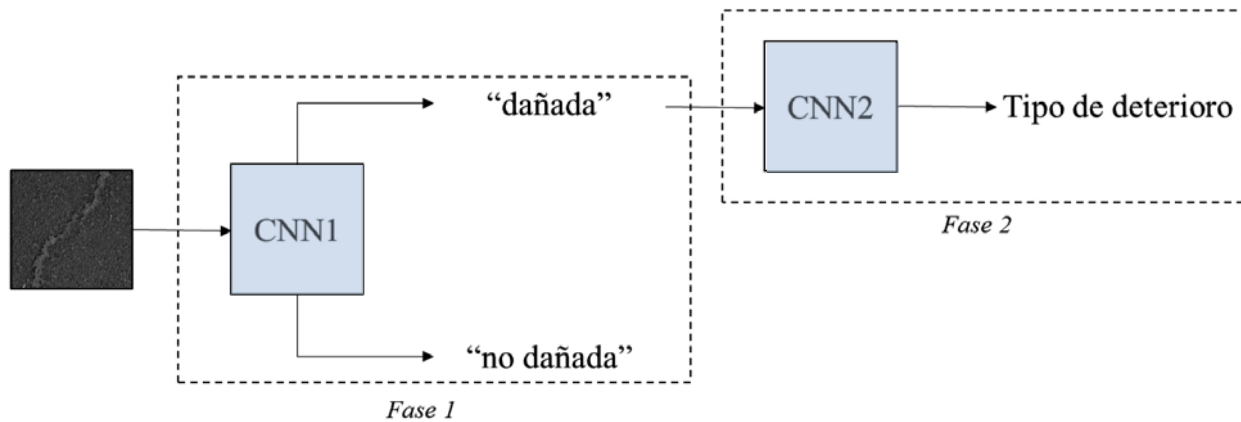 “dañada”
CNN2
Tipo de deterioro
Fase 2
CNN1
“no dañada”
Fase 1